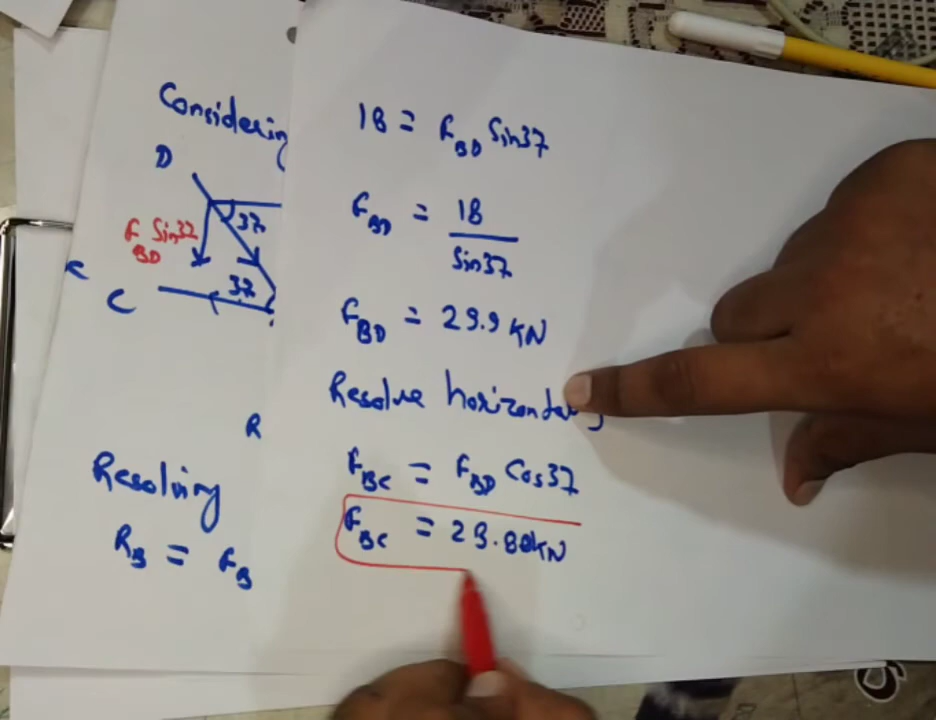 Considering
D
37
F Sin37
BD
37
C
R
Resolving
R_B = F_B
18 = F_BD Sin37
F_BD = 18 / Sin37
F_BD = 29.9 KN
Resolve horizontally
F_BC = F_BD Cos37
F_BC = 23.88KN